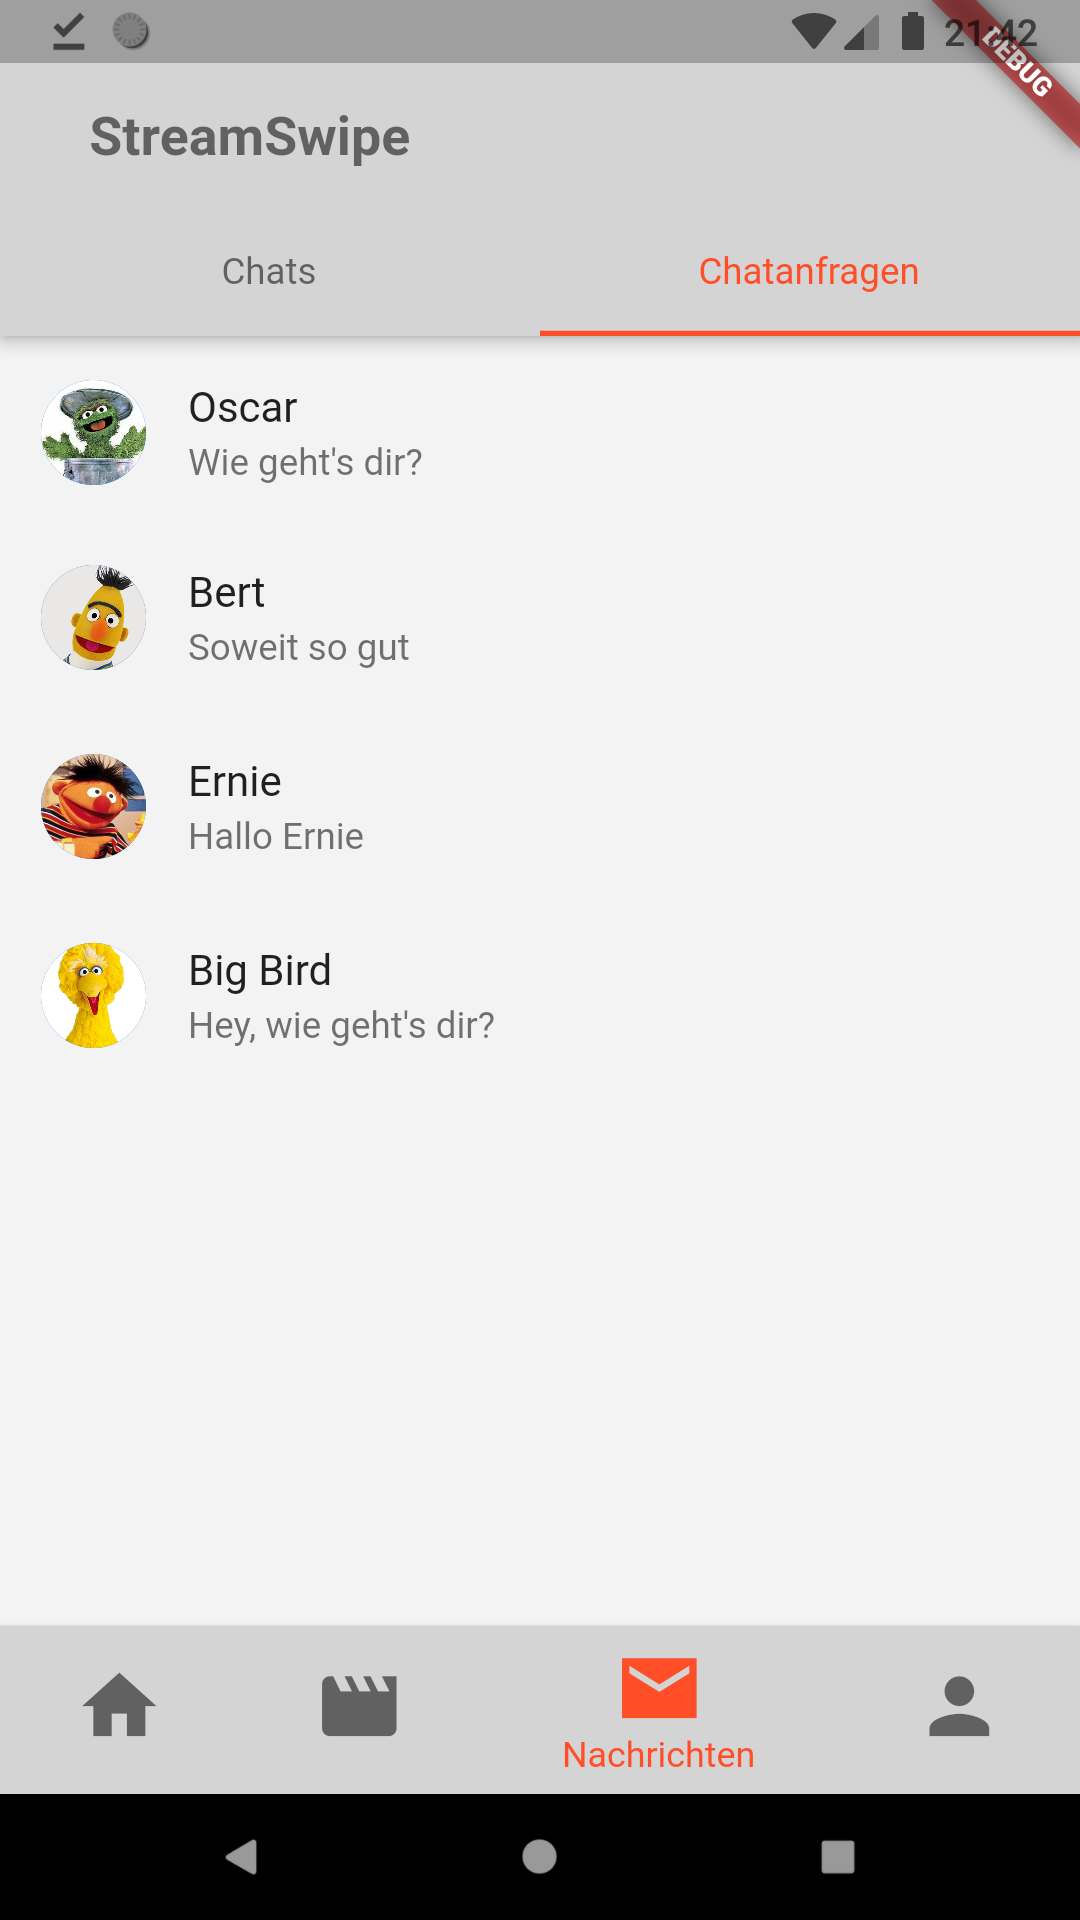 21:42
DEBUG
StreamSwipe
Chats
Chatanfragen
Oscar
Wie geht's dir?
Bert
Soweit so gut
Ernie
Hallo Ernie
Big Bird
Hey, wie geht's dir?
Nachrichten